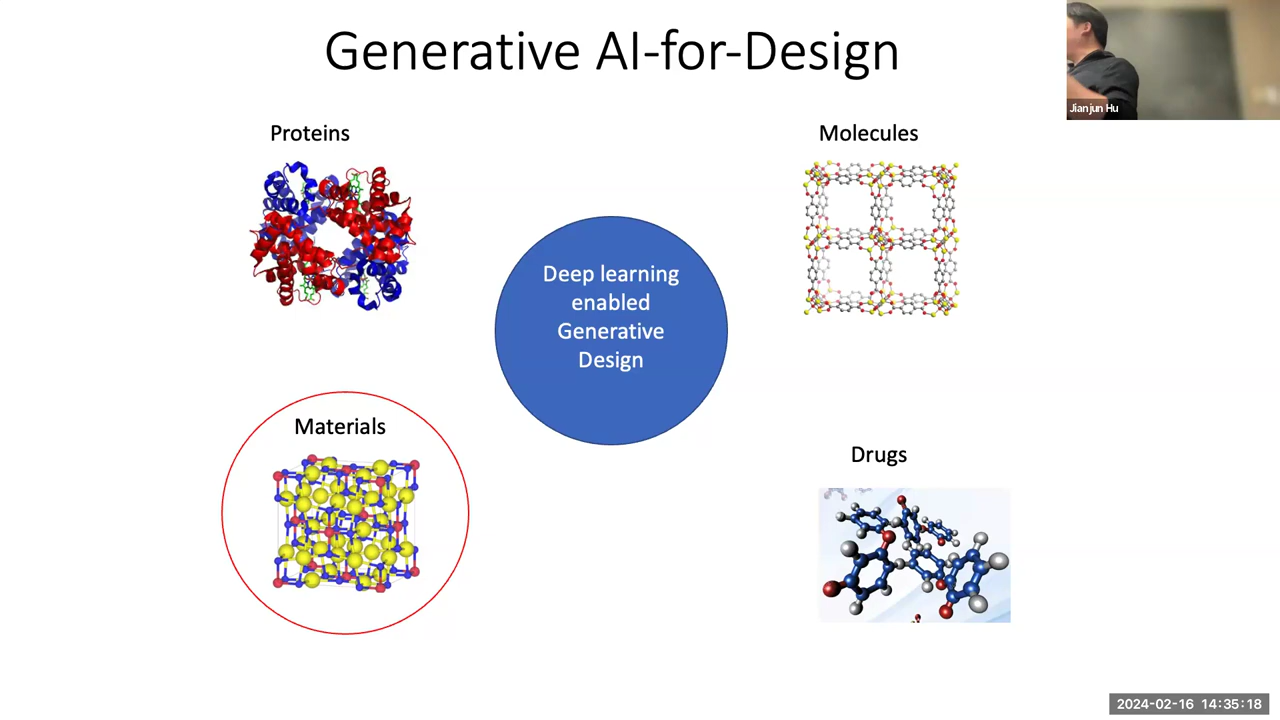 Generative AI-for-Design
Jianjun Hu
Proteins
Molecules
Deep learning
enabled
Generative
Design
Materials
Drugs
2024-02-16 14:35:18